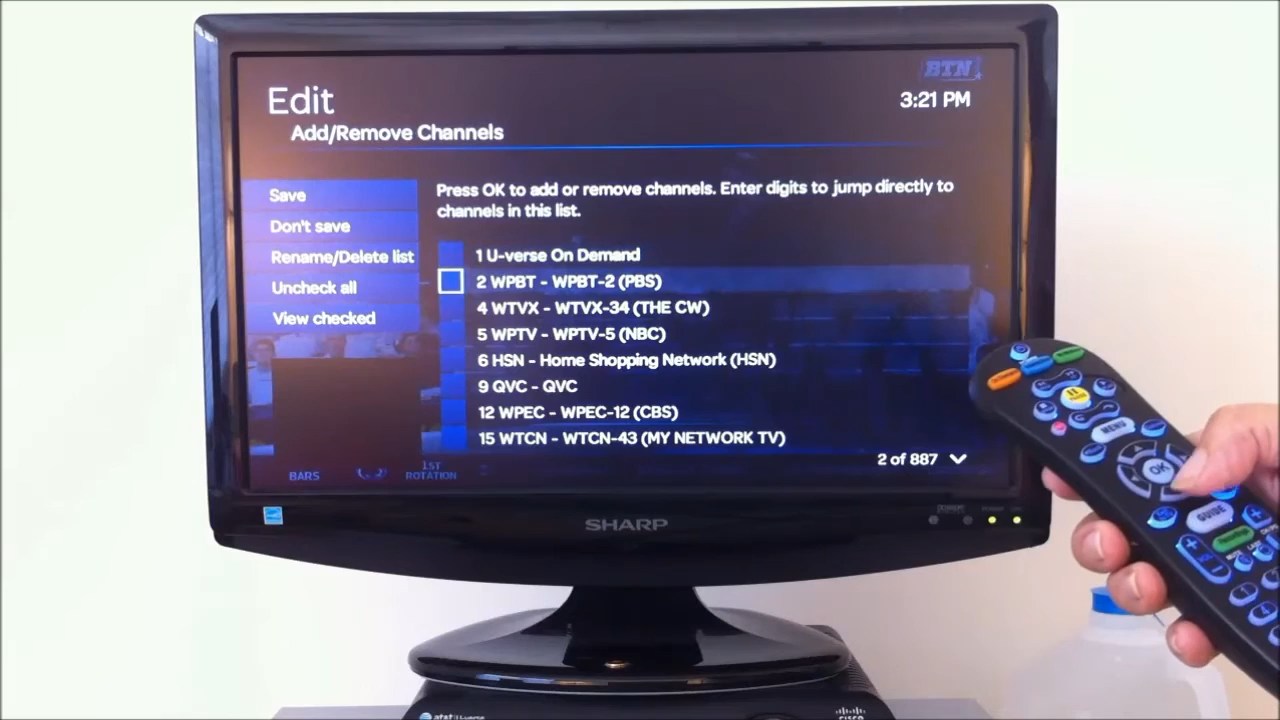 BTN
Edit
3:21 PM
Add/Remove Channels
Save
Don't save
Rename/Delete list
Uncheck all
View checked
Press OK to add or remove channels. Enter digits to jump directly to
channels in this list.
1 U-verse On Demand
2 WPBT - WPBT-2 (PBS)
4 WTVX - WTVX-34 (THE CW)
5 WPTV - WPTV-5 (NBC)
6 HSN - Home Shopping Network (HSN)
9 QVC - QVC
12 WPEC - WPEC-12 (CBS)
15 WTCN - WTCN-43 (MY NETWORK TV)
2 of 887
BARS
1ST
ROTATION
SHARP
MENU
OK
GUIDE
at&t U-verse
CISCO